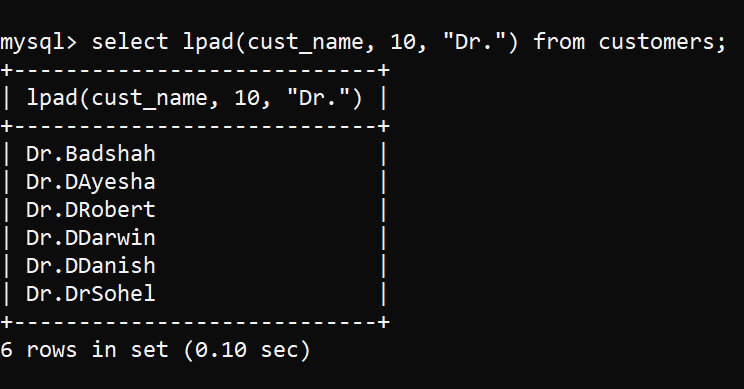 mysql> select lpad(cust_name, 10, "Dr.") from customers;
+----------------------------+
| lpad(cust_name, 10, "Dr.") |
+----------------------------+
| Dr.Badshah                 |
| Dr.DAyesha                 |
| Dr.DRobert                 |
| Dr.DDarwin                 |
| Dr.DDanish                 |
| Dr.DrSohel                 |
+----------------------------+
6 rows in set (0.10 sec)